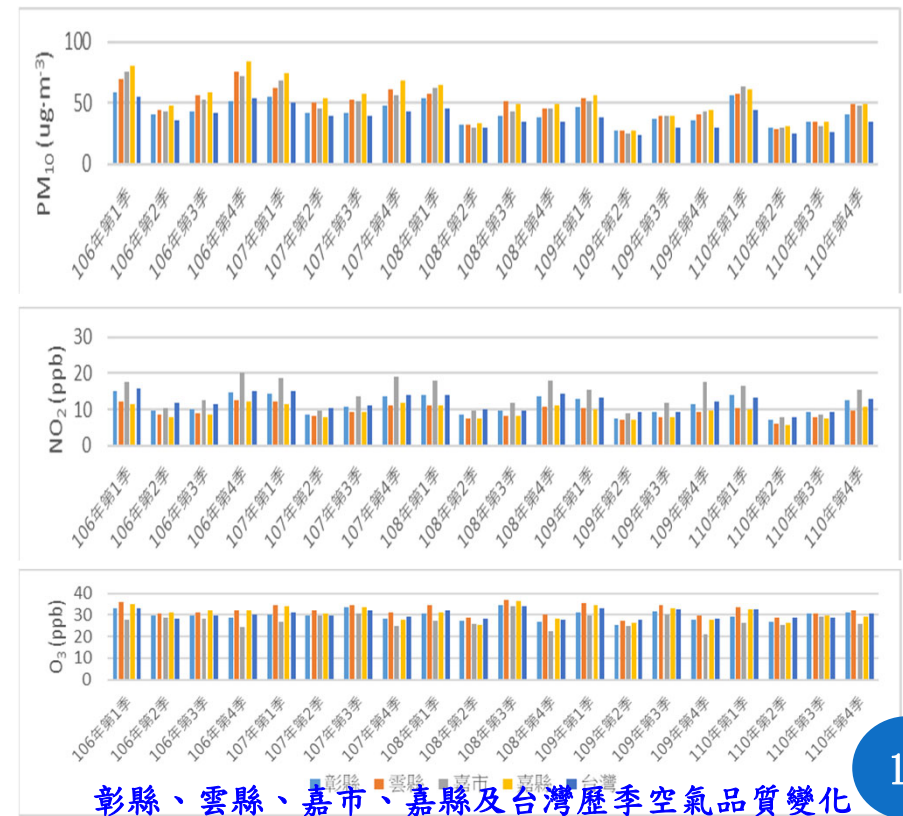 PM₁₀ (ug·m⁻³)
100
50
0
106年第1季
106年第2季
106年第3季
106年第4季
107年第1季
107年第2季
107年第3季
107年第4季
108年第1季
108年第2季
108年第3季
108年第4季
109年第1季
109年第2季
109年第3季
109年第4季
110年第1季
110年第2季
110年第3季
110年第4季
NO₂ (ppb)
30
20
10
0
106年第1季
106年第2季
106年第3季
106年第4季
107年第1季
107年第2季
107年第3季
107年第4季
108年第1季
108年第2季
108年第3季
108年第4季
109年第1季
109年第2季
109年第3季
109年第4季
110年第1季
110年第2季
110年第3季
110年第4季
O₃ (ppb)
40
30
20
10
0
106年第1季
106年第2季
106年第3季
106年第4季
107年第1季
107年第2季
107年第3季
107年第4季
108年第1季
108年第2季
108年第3季
108年第4季
109年第1季
109年第2季
109年第3季
109年第4季
110年第1季
110年第2季
110年第3季
110年第4季
1
彰縣 雲縣 嘉市 嘉縣 台灣
彰縣、雲縣、嘉市、嘉縣及台灣歷季空氣品質變化